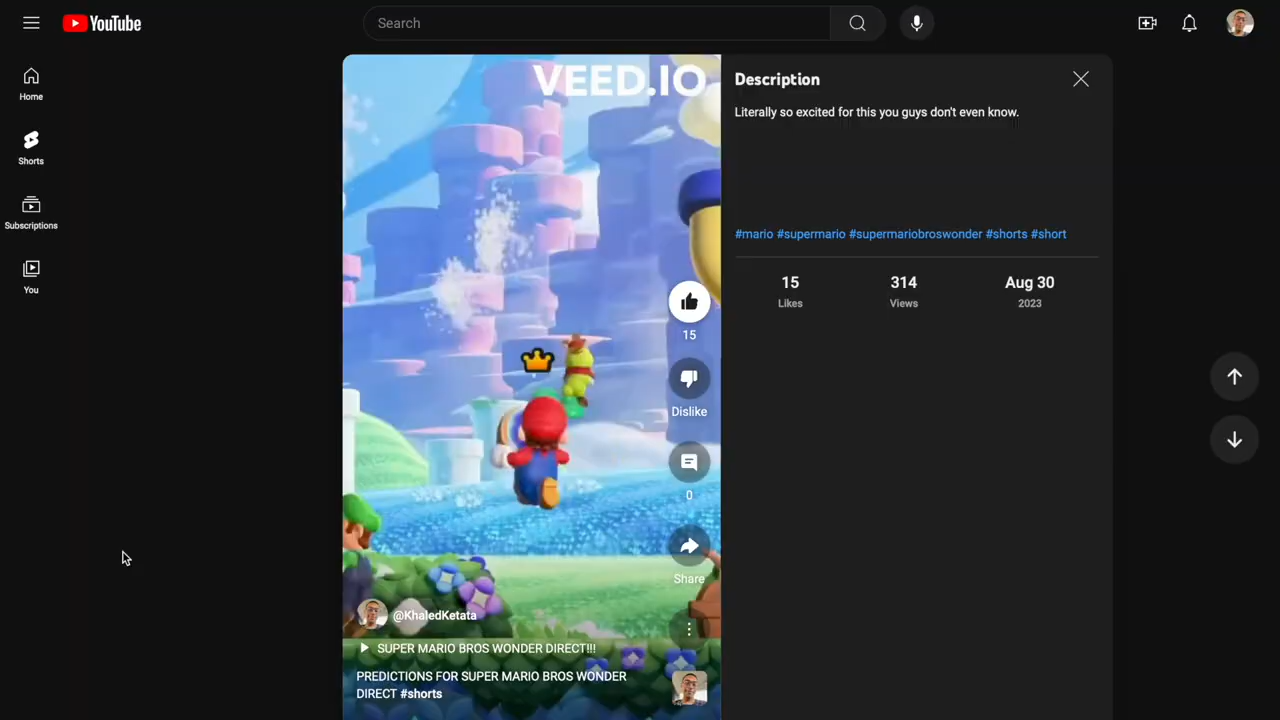 YouTube
Search
Home
Shorts
Subscriptions
You
VEED.IO
15
Dislike
0
Share
@KhaledKetata
SUPER MARIO BROS WONDER DIRECT!!!
PREDICTIONS FOR SUPER MARIO BROS WONDER
DIRECT #shorts
Description
Literally so excited for this you guys don't even know.
#mario #supermario #supermariobroswonder #shorts #short
15 314 Aug 30
Likes Views 2023